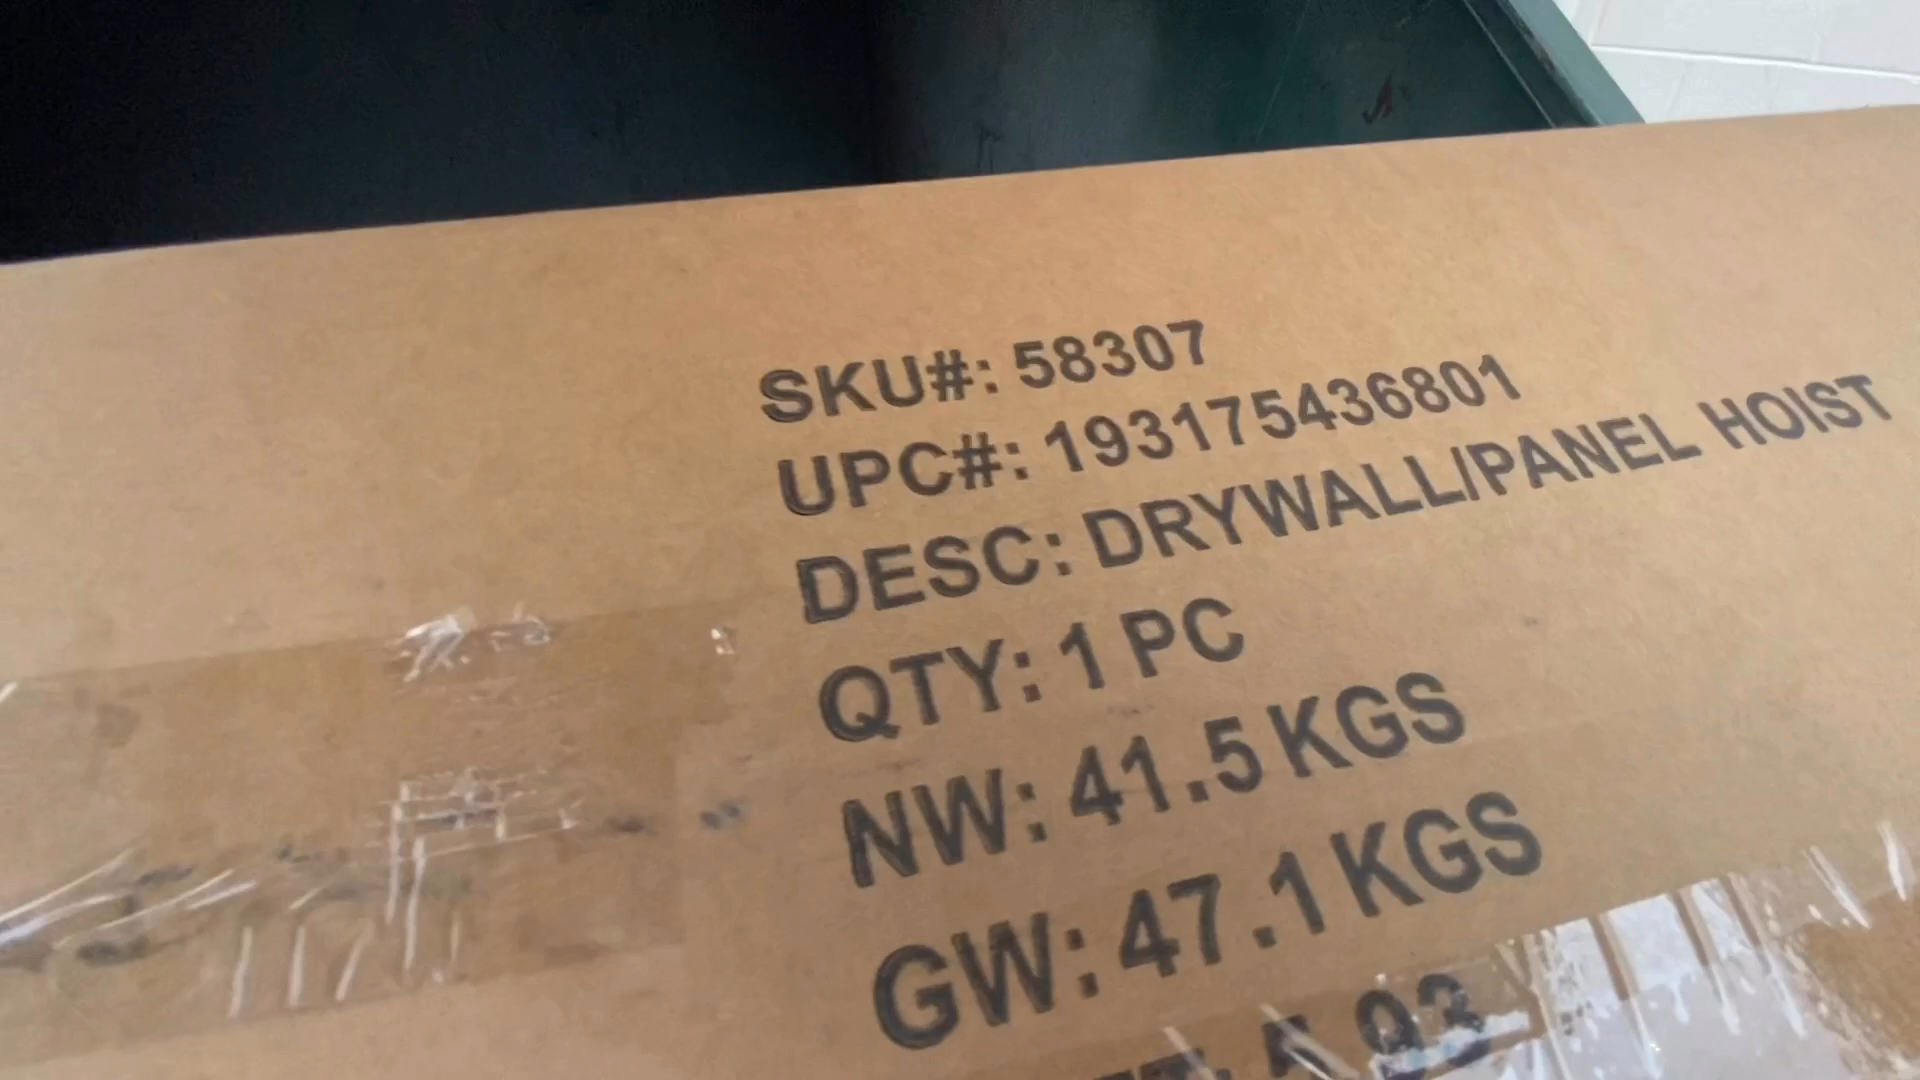 SKU#: 58307
UPC#: 193175436801
DESC: DRYWALL/PANEL HOIST
QTY: 1 PC
NW: 41.5 KGS
GW: 47.1 KGS